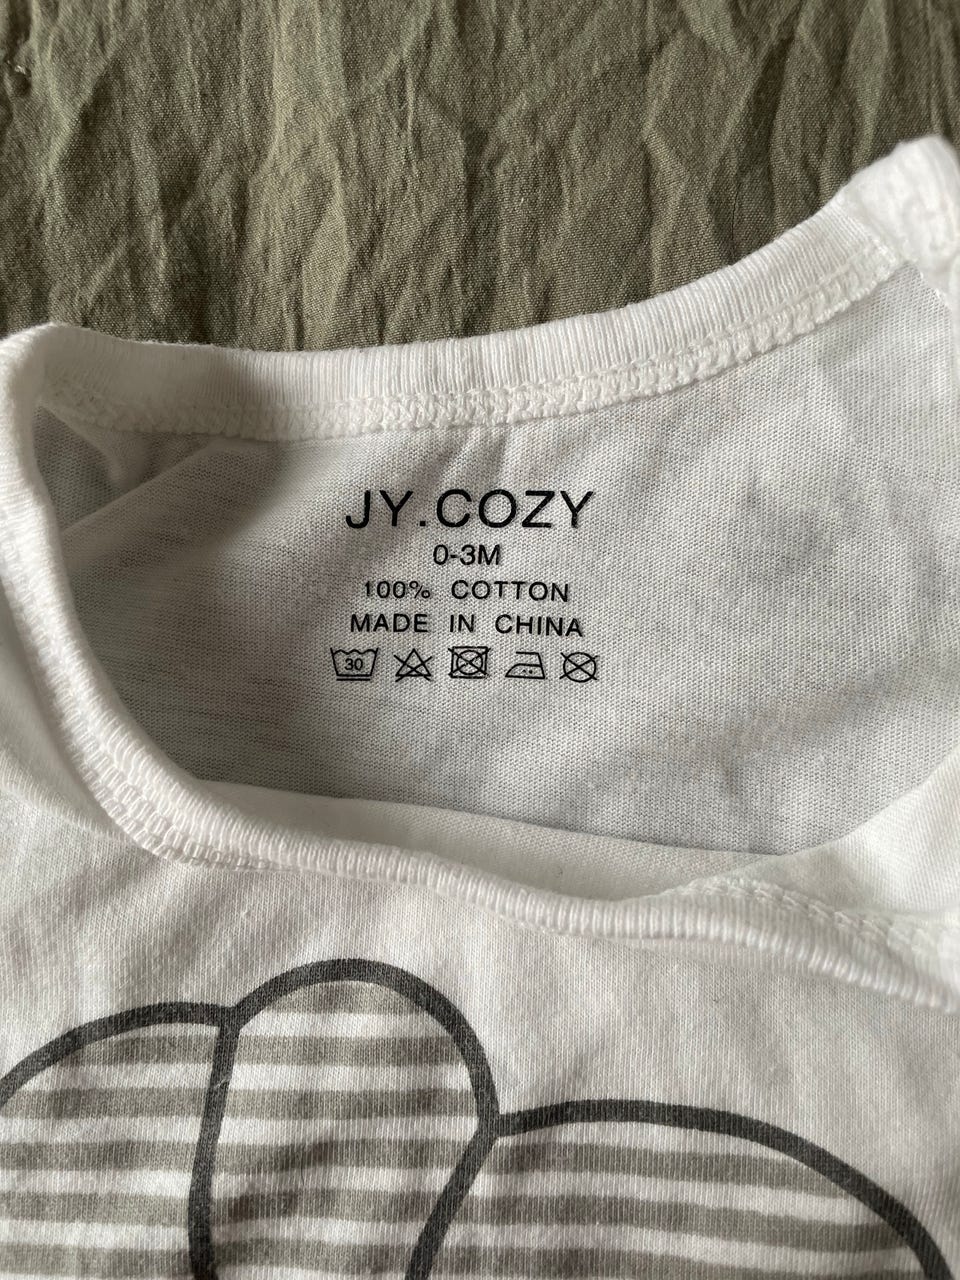 JY.COZY
0-3M
100% COTTON
MADE IN CHINA
30